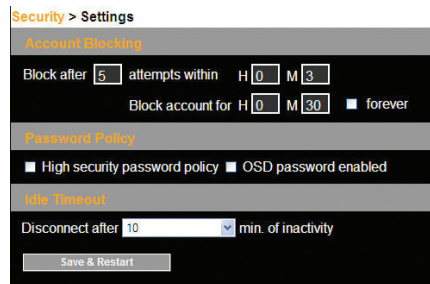 Security > Settings
Account Blocking
Block after 5 attempts within H 0 M 3
Block account for H 0 M 30 forever
Password Policy
High security password policy OSD password enabled
Idle Timeout
Disconnect after 10 min. of inactivity
Save & Restart